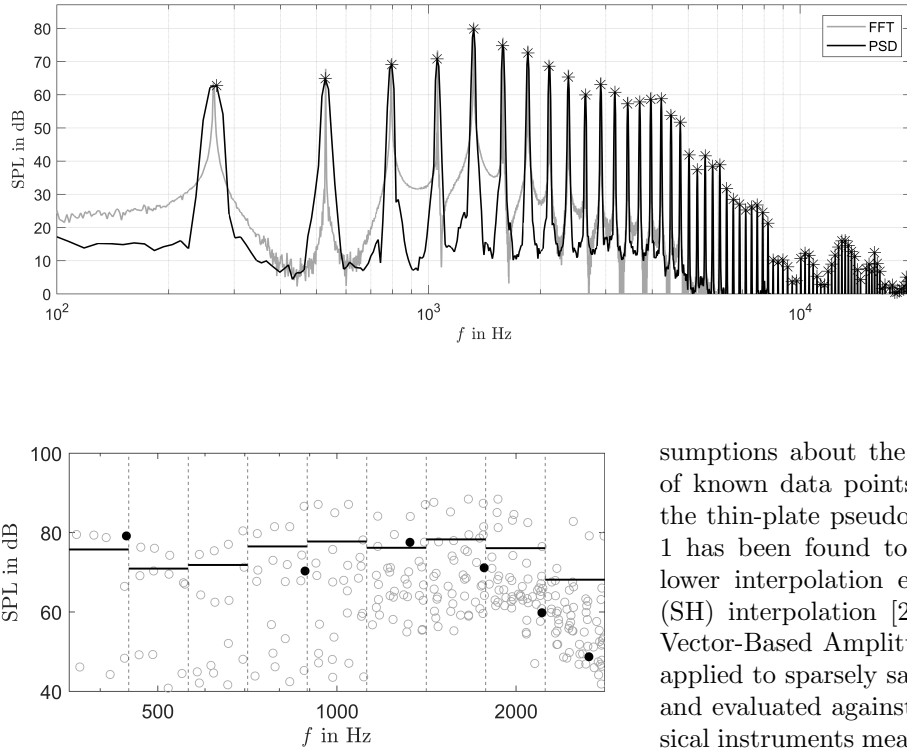 SPL in dB
80
70
60
50
40
30
20
10
0
FFT
PSD
10²
10³
10⁴
f in Hz
SPL in dB
100
80
60
40
500
1000
2000
f in Hz
sumptions about the
of known data points
the thin-plate pseudo
1 has been found to
lower interpolation e
(SH) interpolation [2
Vector-Based Amplitu
applied to sparsely sa
and evaluated against
sical instruments mea